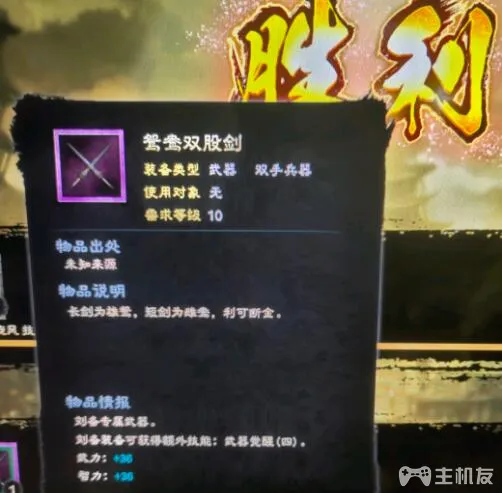 胜利
鸳鸯双股剑
装备类型 武器 双手兵器
使用对象 无
需求等级 10
物品出处
未知来源
物品说明
长剑为雄鸳，短剑为雌鸯，利可断金。
风 技
物品情报
刘备专属武器。
刘备装备可获得额外技能：武器觉醒(四)。
武力：+36
智力：+36
1
主机友